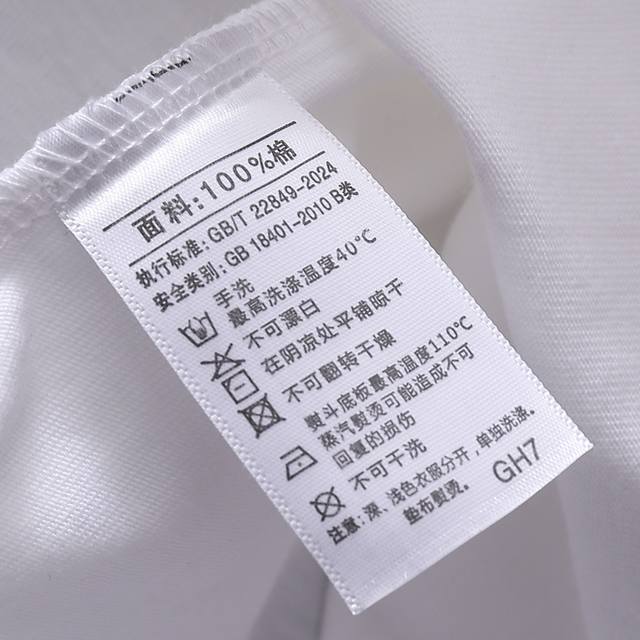 面料:100%棉
执行标准: GB/T 22849-2024
安全类别: GB 18401-2010 B类
手洗
最高洗涤温度40°C
不可漂白
在阴凉处平铺晾干
不可翻转干燥
熨斗底板最高温度110°C
蒸汽熨烫可能造成不可
回复的损伤
不可干洗
注意:深、浅色衣服分开,单独洗涤。
垫布熨烫。
GH7